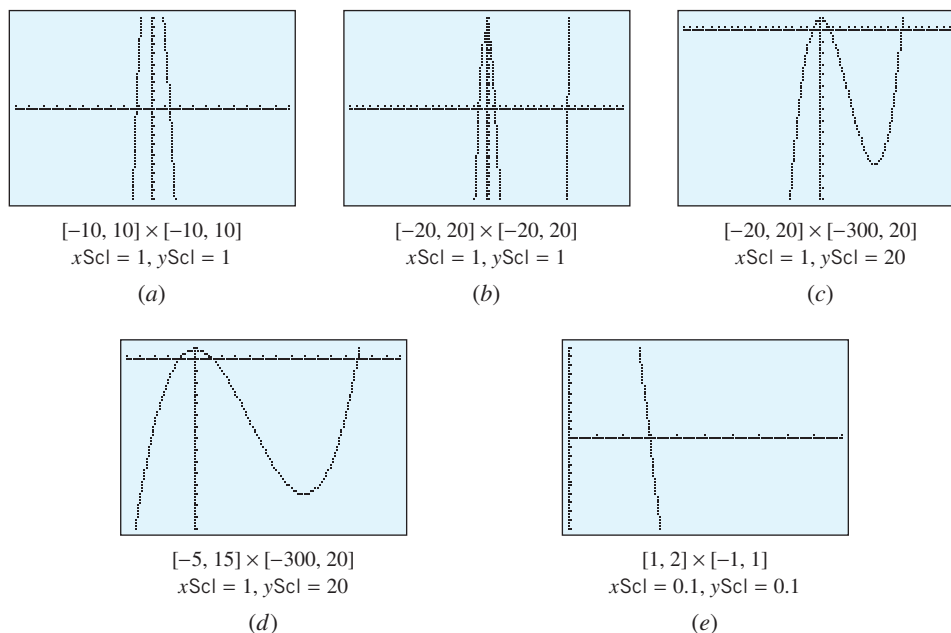 [−10, 10] × [−10, 10]
xScl = 1, yScl = 1
(a)
[−20, 20] × [−20, 20]
xScl = 1, yScl = 1
(b)
[−20, 20] × [−300, 20]
xScl = 1, yScl = 20
(c)
[−5, 15] × [−300, 20]
xScl = 1, yScl = 20
(d)
[1, 2] × [−1, 1]
xScl = 0.1, yScl = 0.1
(e)